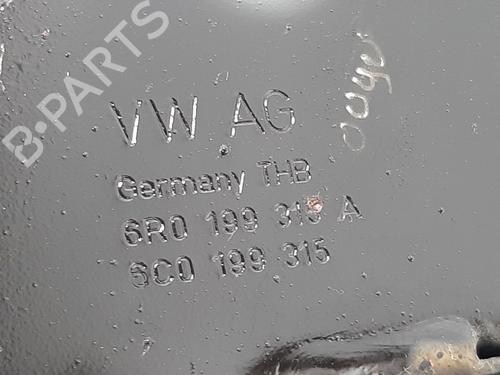 B-PARTS
VW AG
Germany THB
6R0 199 315 A
6C0 199 315